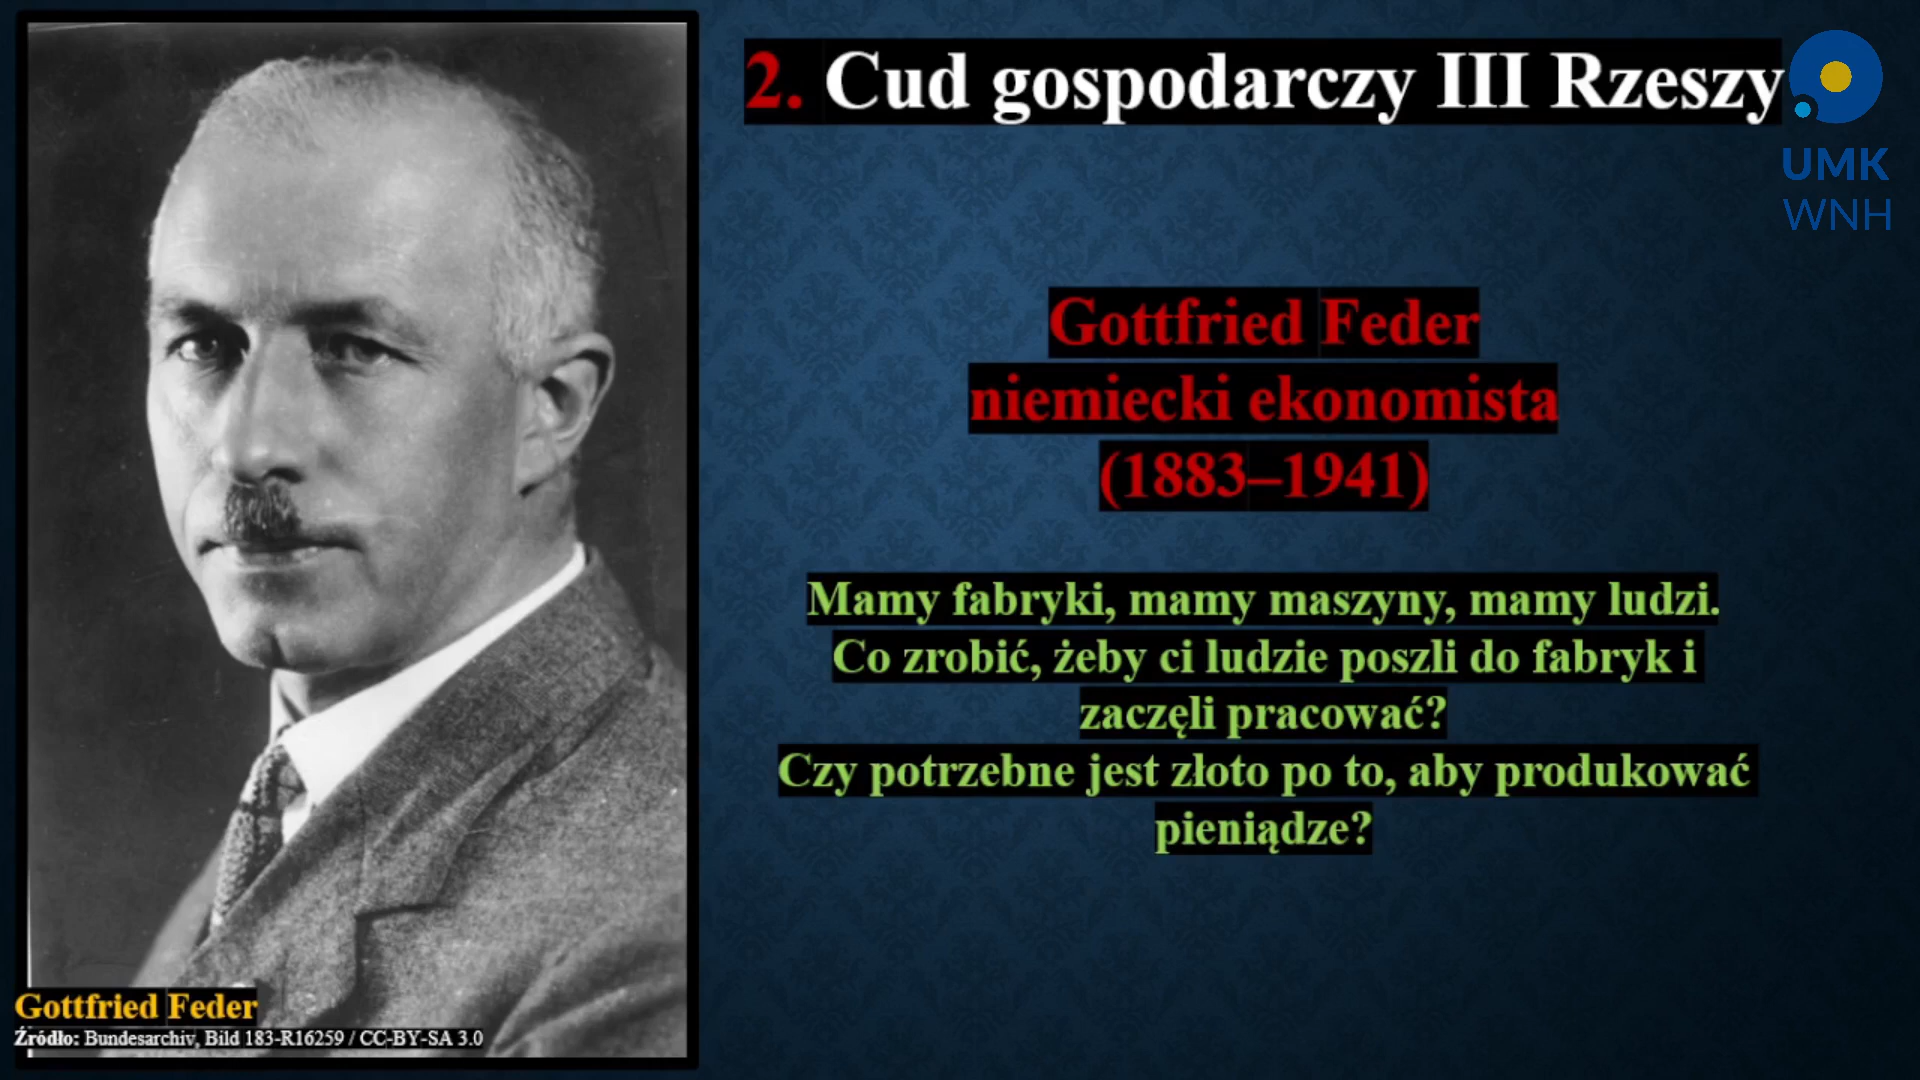 2. Cud gospodarczy III Rzeszy
UMK
WNH
Gottfried Feder
niemiecki ekonomista
(1883–1941)
Mamy fabryki, mamy maszyny, mamy ludzi.
Co zrobić, żeby ci ludzie poszli do fabryk i
zaczęli pracować?
Czy potrzebne jest złoto po to, aby produkować
pieniądze?
Gottfried Feder
Źródło: Bundesarchiv, Bild 183-R16259 / CC-BY-SA 3.0